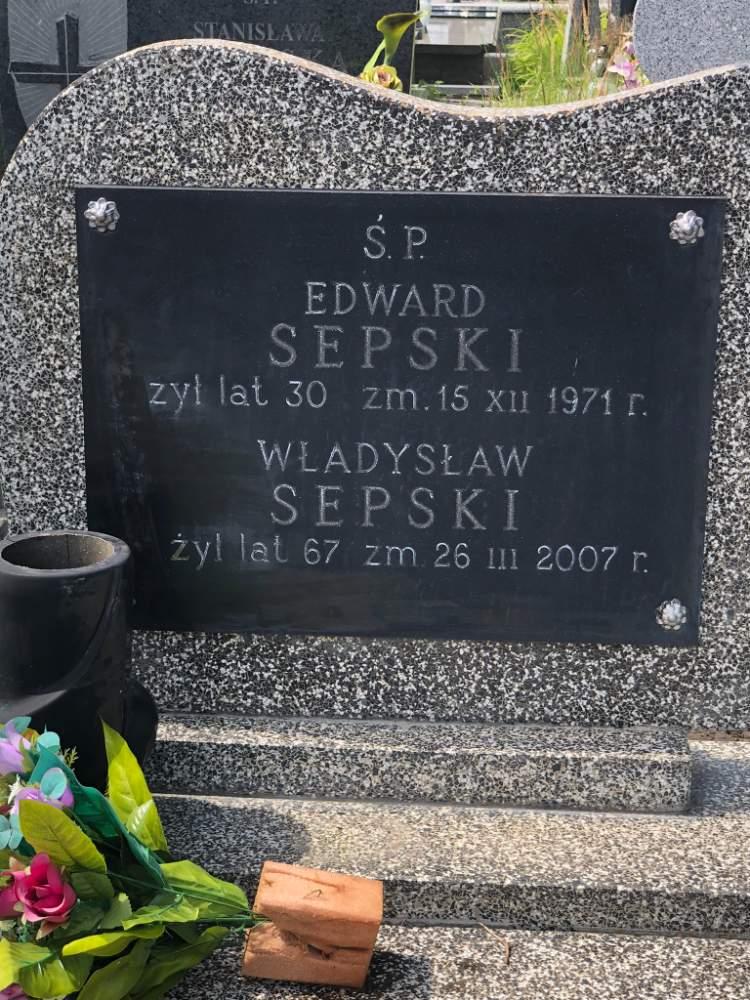 Ś.P.
STANISŁAWA
Ś.P.
EDWARD
SEPSKI
żył lat 30 zm. 15 XII 1971 r.
WŁADYSŁAW
SEPSKI
żył lat 67 zm. 26 III 2007 r.